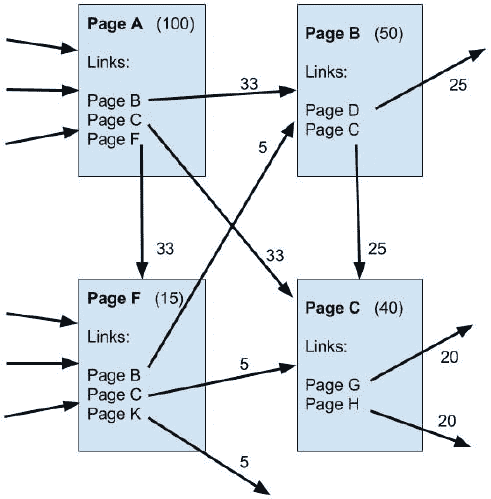 Page A (100)
Links:
Page B
Page C
Page F
33
Page B (50)
Links:
Page D
Page C
25
5
33
33
25
Page F (15)
Links:
Page B
Page C
Page K
5
5
Page C (40)
Links:
Page G
Page H
20
20